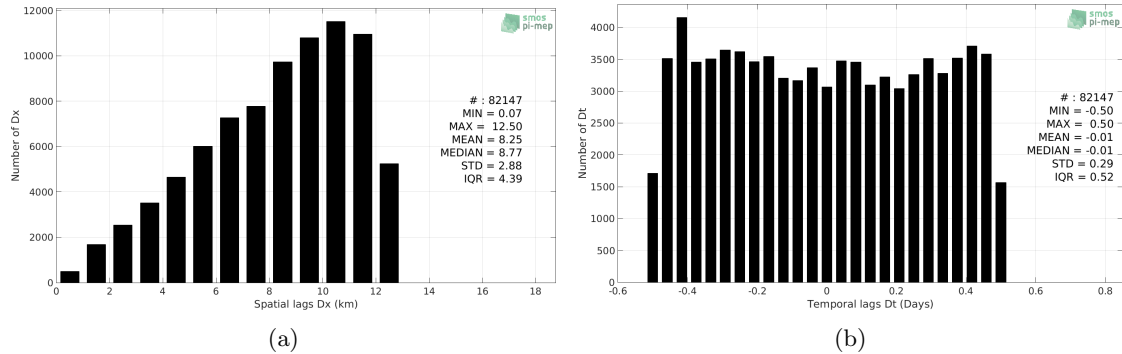 12000
10000
8000
6000
4000
2000
0
Number of Dx
0 2 4 6 8 10 12 14 16 18
Spatial lags Dx (km)
smos
pi-mep
# : 82147
MIN = 0.07
MAX = 12.50
MEAN = 8.25
MEDIAN = 8.77
STD = 2.88
IQR = 4.39
(a)
4000
3500
3000
2500
2000
1500
1000
500
0
Number of Dt
-0.6 -0.4 -0.2 0 0.2 0.4 0.6 0.8
Temporal lags Dt (Days)
smos
pi-mep
# : 82147
MIN = -0.50
MAX = 0.50
MEAN = -0.01
MEDIAN = -0.01
STD = 0.29
IQR = 0.52
(b)